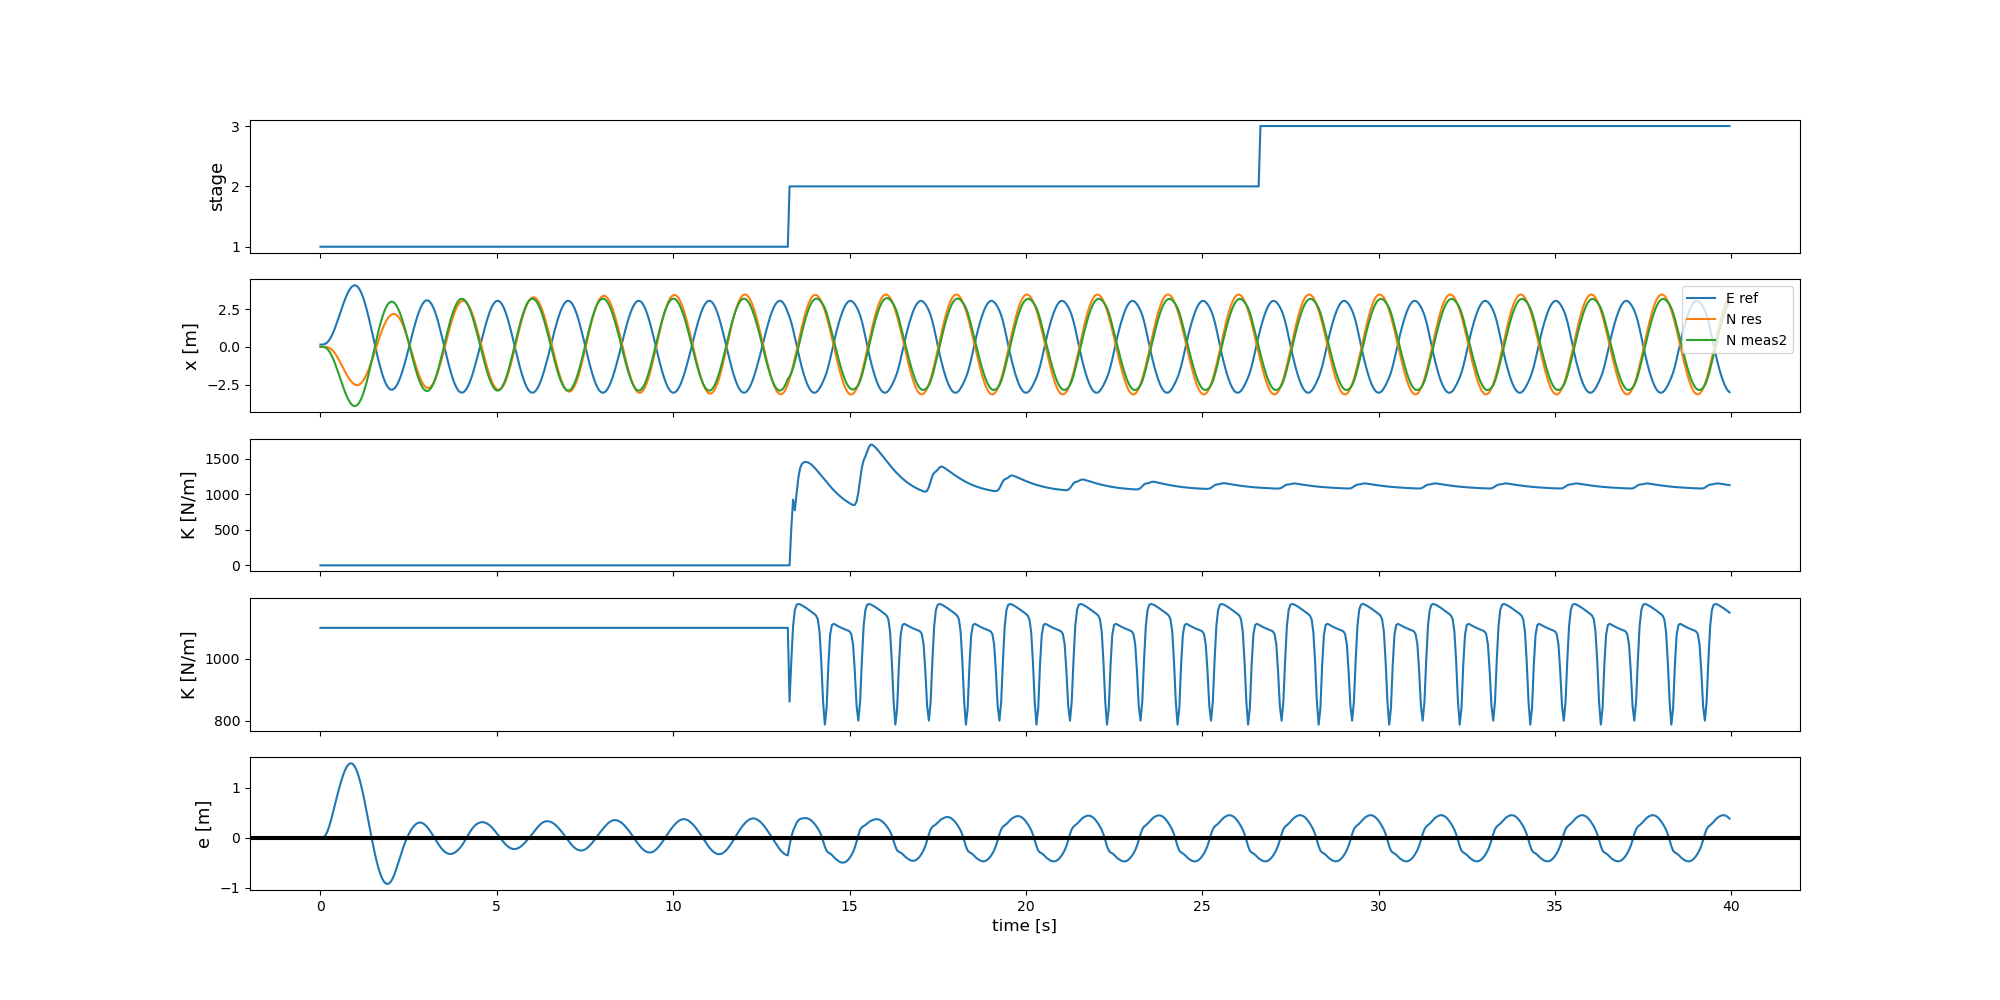 3
2
1
stage
2.5
0.0
−2.5
x [m]
E ref
N res
N meas2
1500
1000
500
0
K [N/m]
1000
800
K [N/m]
1
0
−1
e [m]
0 5 10 15 20 25 30 35 40
time [s]